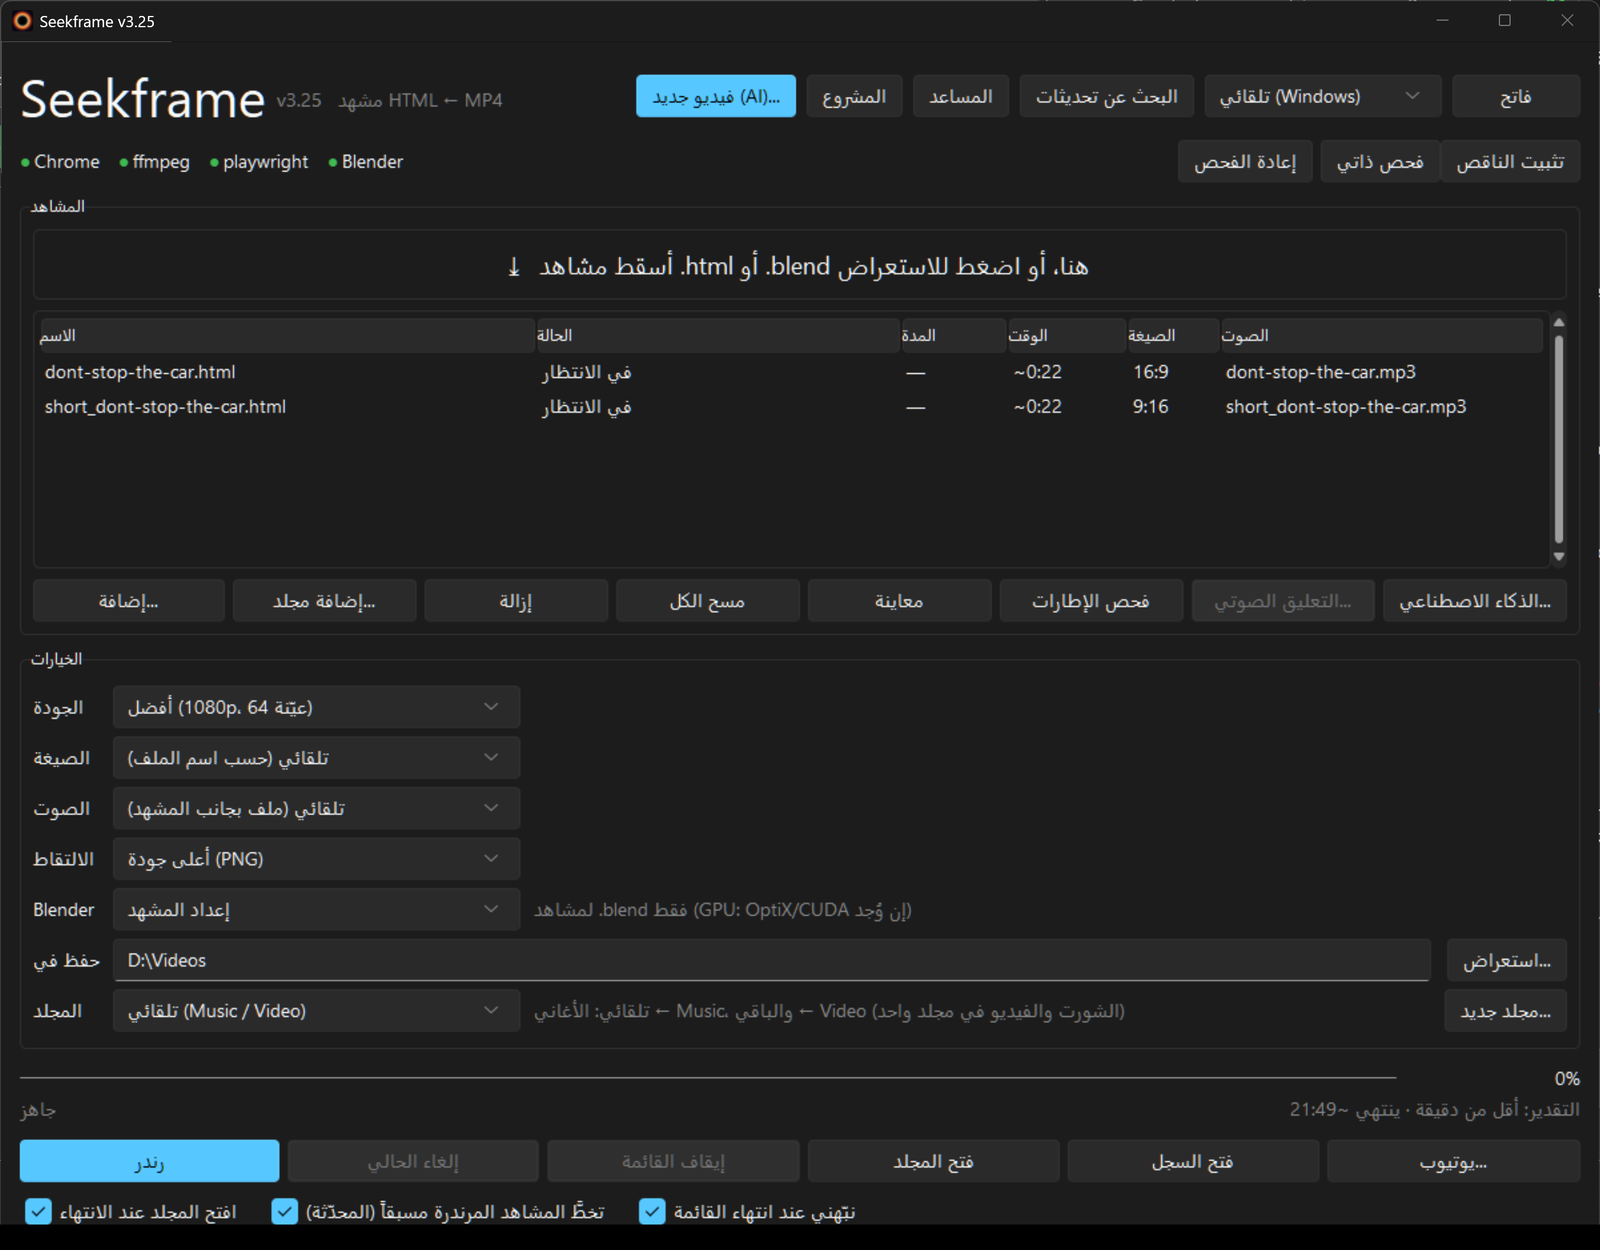 Seekframe v3.25
Seekframe v3.25 مشهد HTML ← MP4
فيديو جديد (AI)...
المشروع
المساعد
البحث عن تحديثات
تلقائي (Windows)
فاتح
Chrome
ffmpeg
playwright
Blender
إعادة الفحص
فحص ذاتي
تثبيت الناقص
المشاهد
↓ أسقط مشاهد .html أو .blend هنا، أو اضغط للاستعراض
الاسم الحالة المدة الوقت الصيغة الصوت
dont-stop-the-car.html في الانتظار — ~0:22 16:9 dont-stop-the-car.mp3
short_dont-stop-the-car.html في الانتظار — ~0:22 9:16 short_dont-stop-the-car.mp3
إضافة...
إضافة مجلد...
إزالة
مسح الكل
معاينة
فحص الإطارات
التعليق الصوتي...
الذكاء الاصطناعي...
الخيارات
الجودة أفضل (1080p، 64 عيّنة)
الصيغة تلقائي (حسب اسم الملف)
الصوت تلقائي (ملف بجانب المشهد)
الالتقاط أعلى جودة (PNG)
Blender إعداد المشهد لمشاهد .blend فقط (GPU: OptiX/CUDA إن وُجد)
حفظ في D:\Videos استعراض...
المجلد تلقائي (Music / Video) تلقائي: الأغاني ← Music، والباقي ← Video (الشورت والفيديو في مجلد واحد) مجلد جديد...
0%
جاهز التقدير: أقل من دقيقة · ينتهي ~21:49
رندر
إلغاء الحالي
إيقاف القائمة
فتح المجلد
فتح السجل
يوتيوب...
افتح المجلد عند الانتهاء
تخطَّ المشاهد المرندرة مسبقاً (المحدّثة)
نبّهني عند انتهاء القائمة